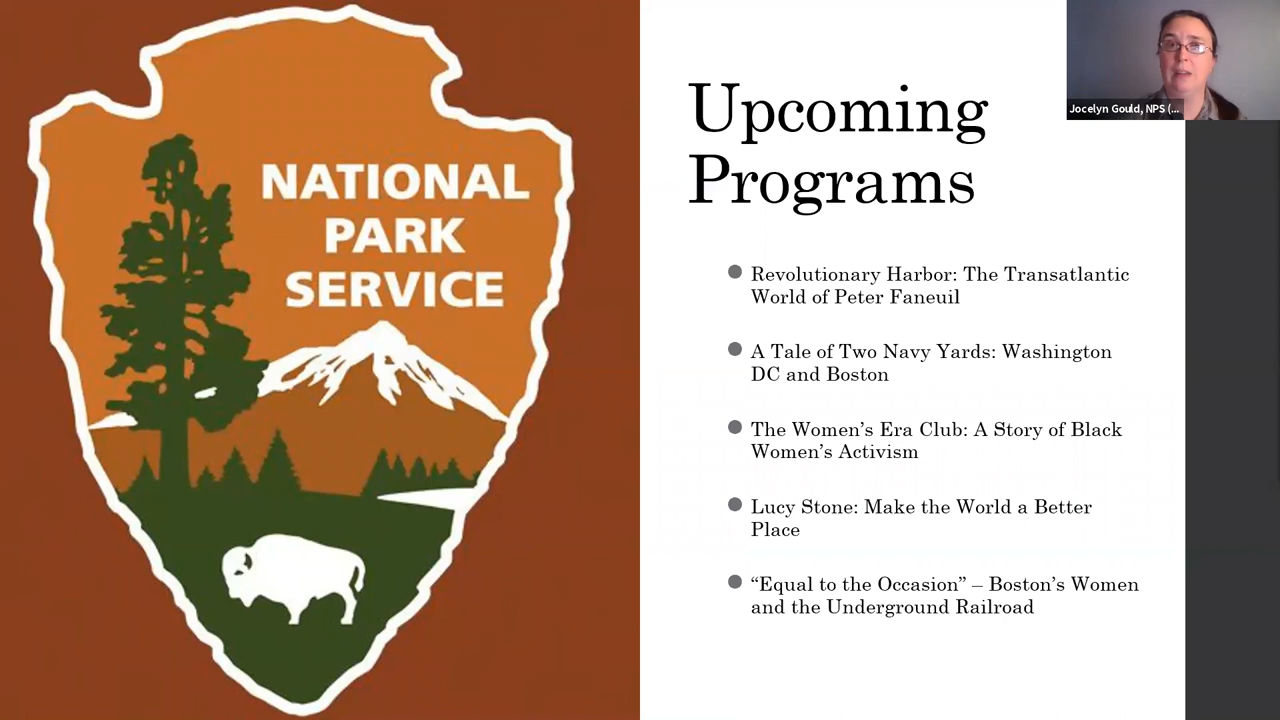 NATIONAL
PARK
SERVICE
Upcoming
Programs
Revolutionary Harbor: The Transatlantic
World of Peter Faneuil
A Tale of Two Navy Yards: Washington
DC and Boston
The Women’s Era Club: A Story of Black
Women’s Activism
Lucy Stone: Make the World a Better
Place
“Equal to the Occasion” – Boston’s Women
and the Underground Railroad
Jocelyn Gould, NPS (...